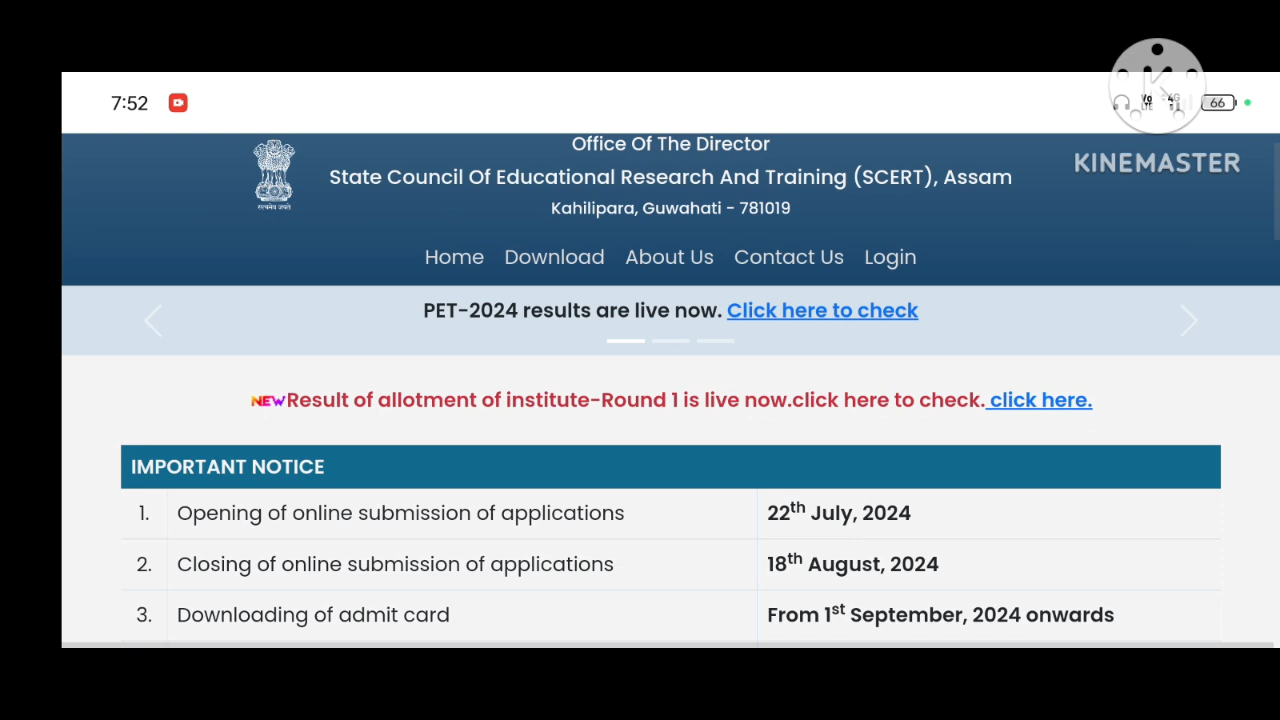 7:52
66
KINEMASTER
Office Of The Director
State Council Of Educational Research And Training (SCERT), Assam
Kahilipara, Guwahati - 781019
सत्यमेव जयते
Home Download About Us Contact Us Login
PET-2024 results are live now. Click here to check
NEW Result of allotment of institute-Round 1 is live now.click here to check. click here.
IMPORTANT NOTICE
1. Opening of online submission of applications 22th July, 2024
2. Closing of online submission of applications 18th August, 2024
3. Downloading of admit card From 1st September, 2024 onwards